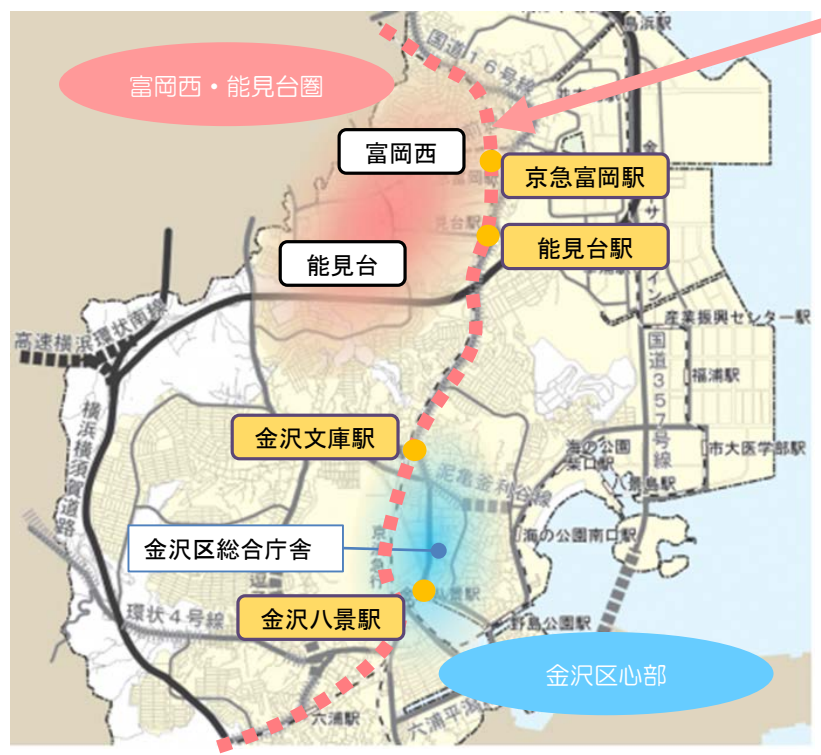 鳥浜駅
国道16号線
富岡西・能見台圏
富岡西
京急富岡駅
能見台駅
能見台
産業振興センター駅
高速横浜環状南線
国道357号線
福浦駅
横浜横須賀道路
金沢文庫駅
海の公園
柴口駅
市大医学部駅
八景島駅
泥亀釜利谷線
金沢区総合庁舎
海の公園南口駅
環状4号線
金沢八景駅
野島公園駅
金沢区心部
六浦駅